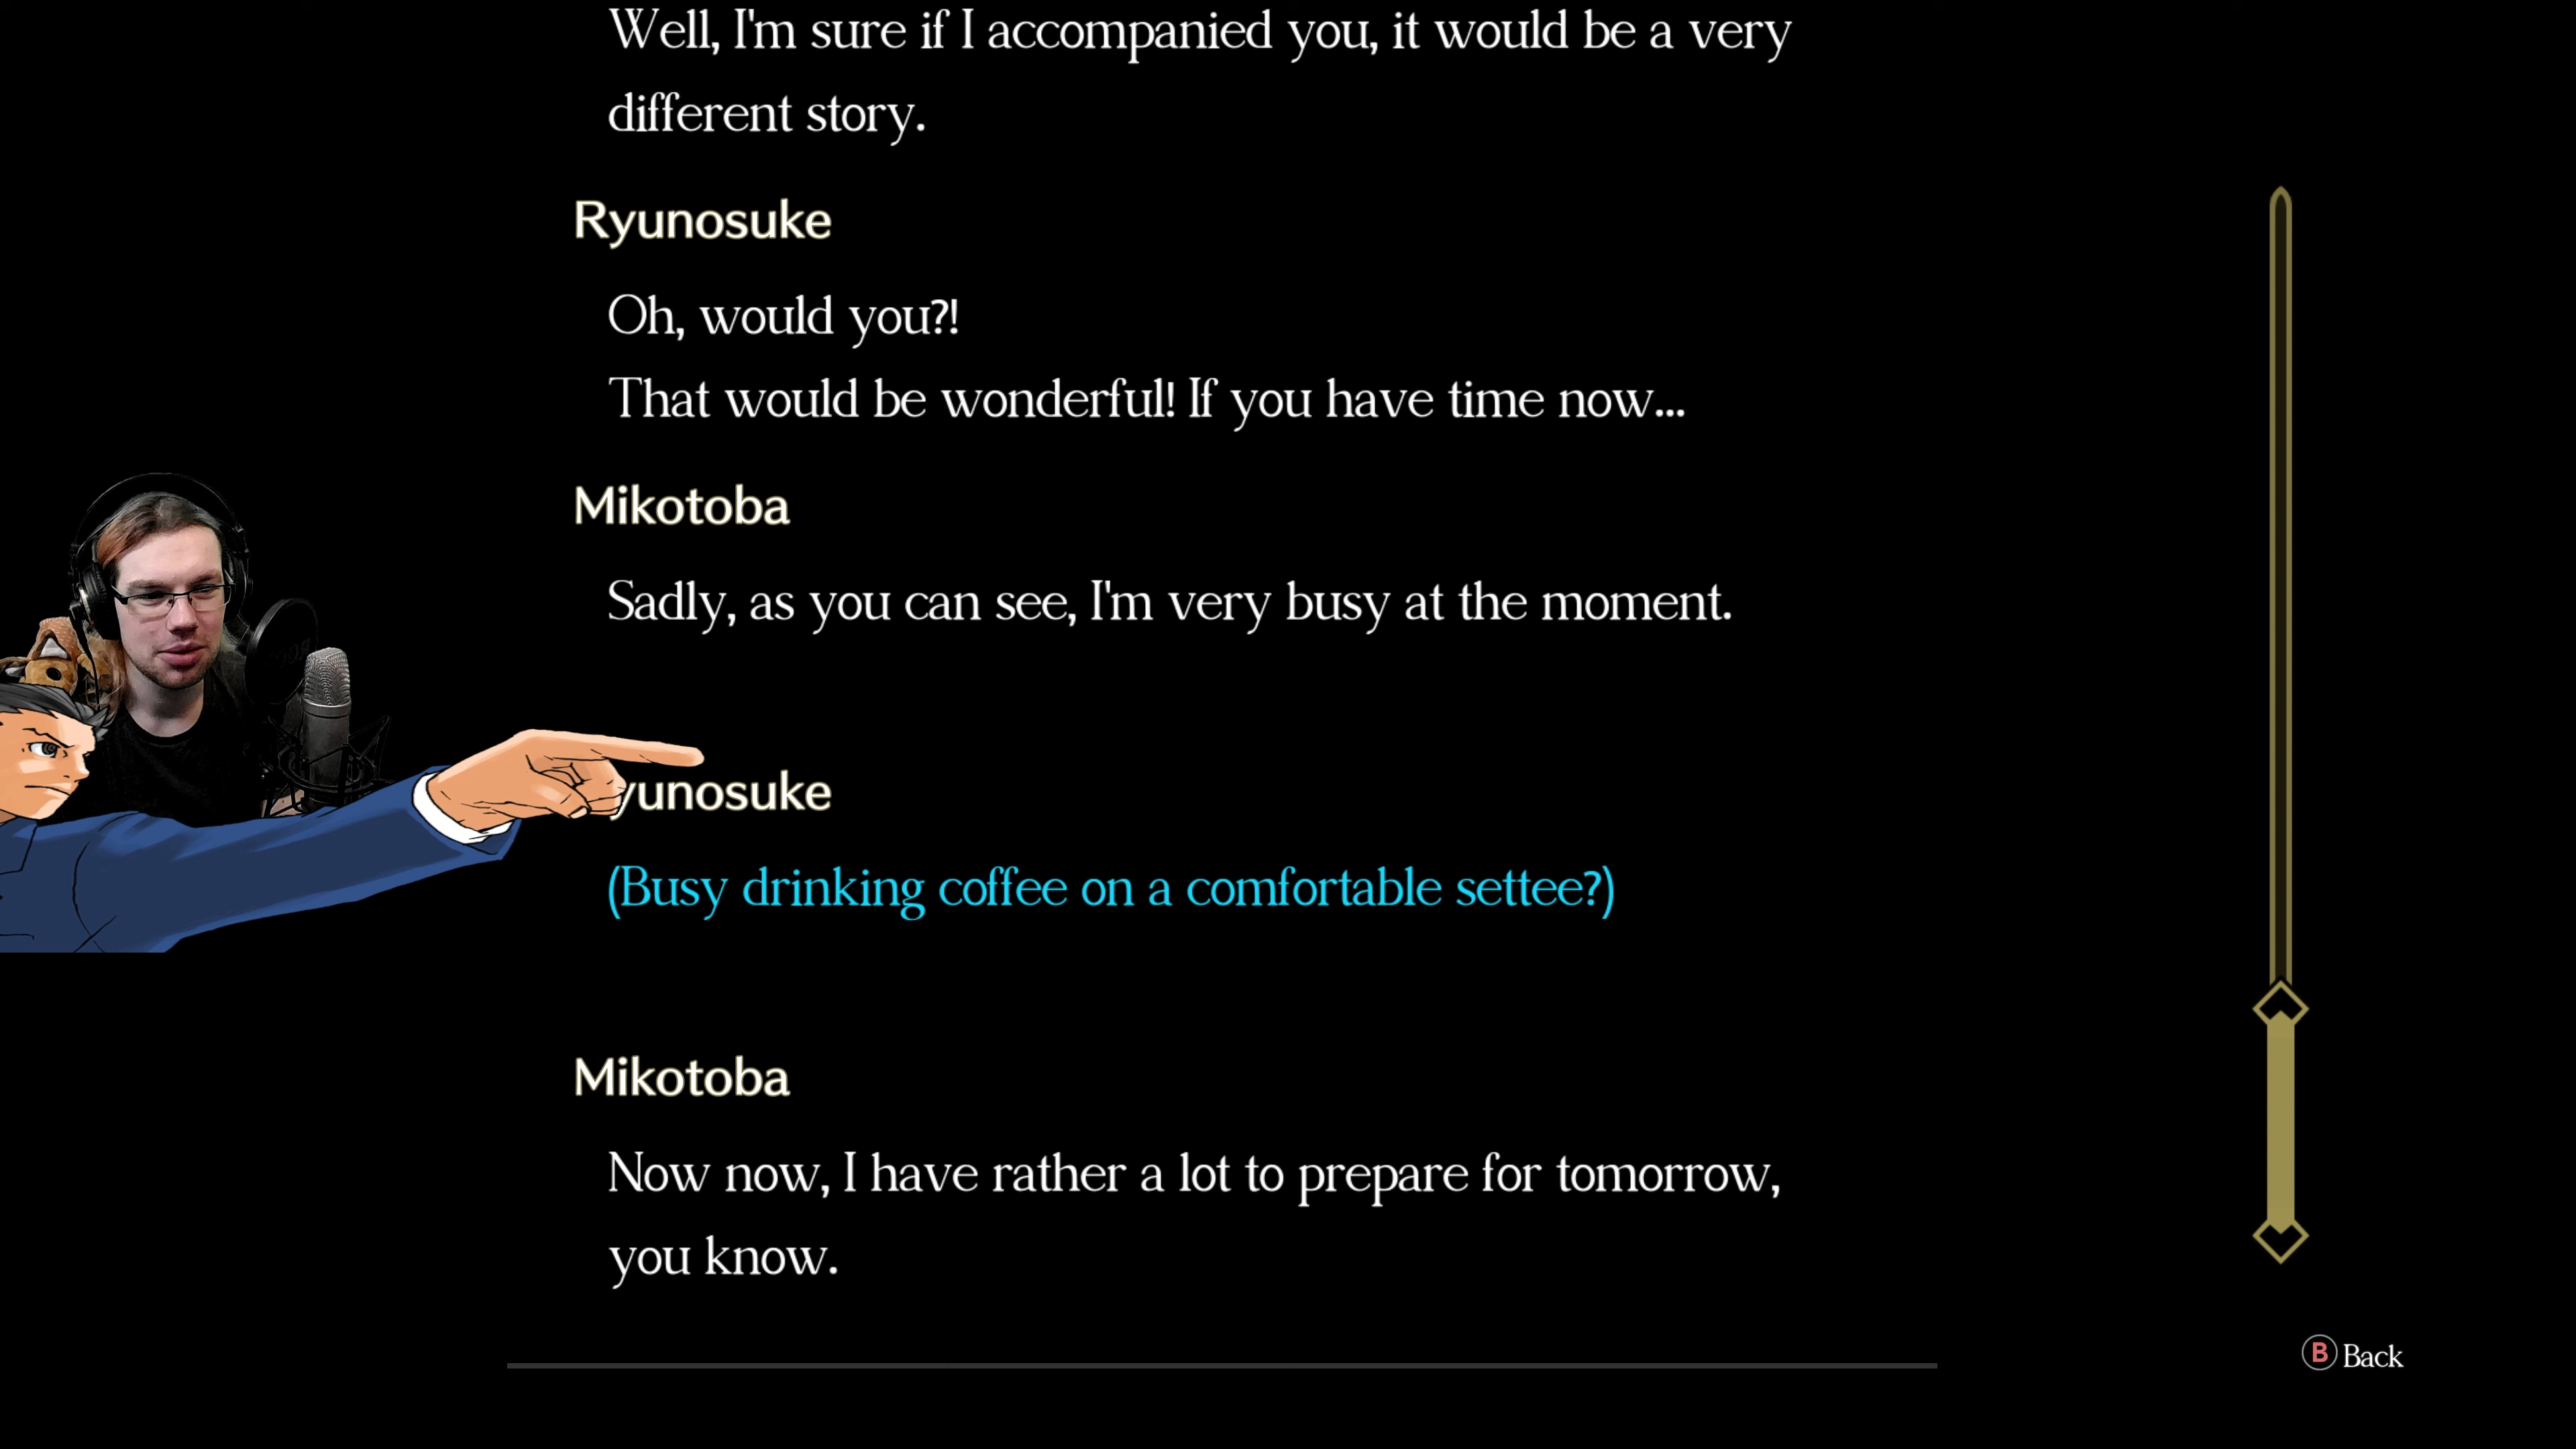 Well, I'm sure if I accompanied you, it would be a very
different story.
Ryunosuke
Oh, would you?!
That would be wonderful! If you have time now...
Mikotoba
Sadly, as you can see, I'm very busy at the moment.
yunosuke
(Busy drinking coffee on a comfortable settee?)
Mikotoba
Now now, I have rather a lot to prepare for tomorrow,
you know.
B Back